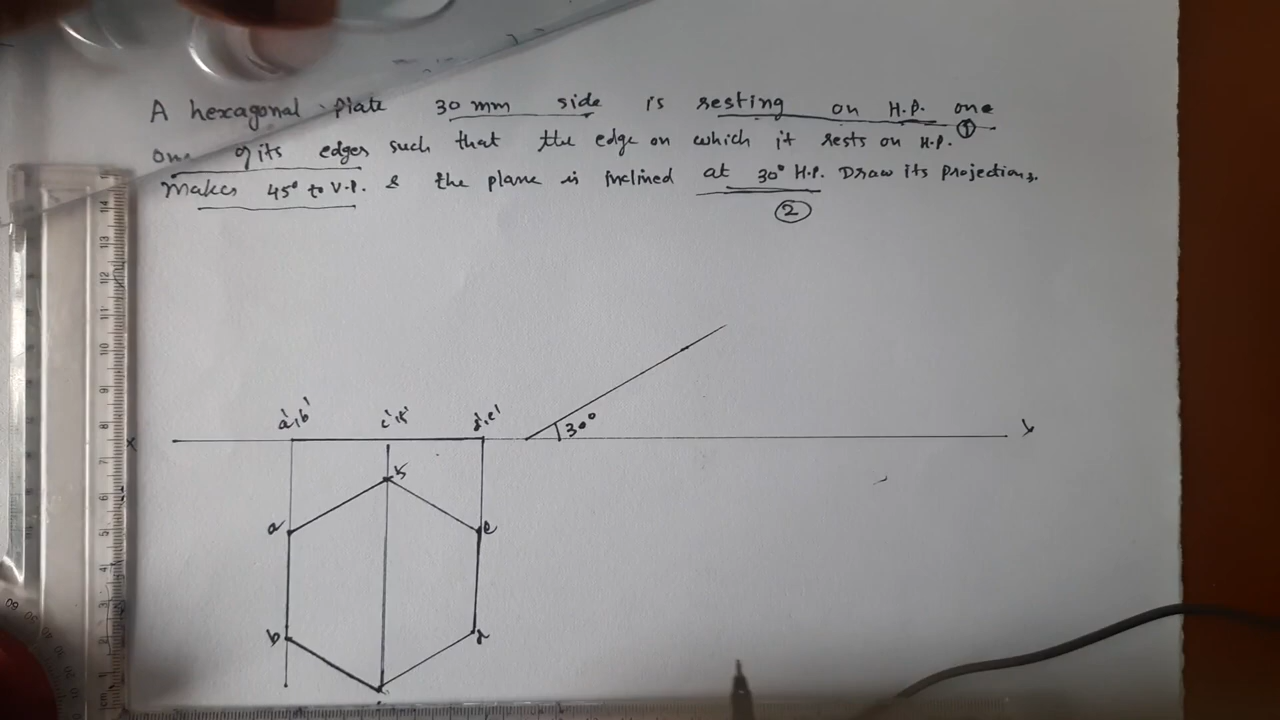 A hexagonal Plate 30 mm side is resting on H.P. one
one of its edges such that the edge on which it rests on H.P. ①
makes 45° to V.P. & the plane is inclined at 30° H.P. Draw its projections.
②
a',b' c',f' d',e'
X 30° y
f
a e
b d